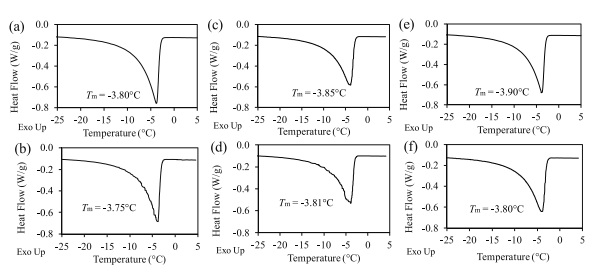 (a)
0.0
-0.2
-0.4
-0.6
-0.8
Heat Flow (W/g)
Tm = -3.80°C
-25 -20 -15 -10 -5 0 5
Exo Up
Temperature (°C)
(c)
0.0
-0.2
-0.4
-0.6
-0.8
Heat Flow (W/g)
Tm = -3.85°C
-25 -20 -15 -10 -5 0 5
Exo Up
Temperature (°C)
(e)
0.0
-0.2
-0.4
-0.6
-0.8
Heat Flow (W/g)
Tm = -3.90°C
-25 -20 -15 -10 -5 0 5
Exo Up
Temperature (°C)
(b)
0.0
-0.2
-0.4
-0.6
-0.8
Heat Flow (W/g)
Tm = -3.75°C
-25 -20 -15 -10 -5 0 5
Exo Up
Temperature (°C)
(d)
0.0
-0.2
-0.4
-0.6
-0.8
Heat Flow (W/g)
Tm = -3.81°C
-25 -20 -15 -10 -5 0 5
Exo Up
Temperature (°C)
(f)
0.0
-0.2
-0.4
-0.6
-0.8
Heat Flow (W/g)
Tm = -3.80°C
-25 -20 -15 -10 -5 0 5
Exo Up
Temperature (°C)